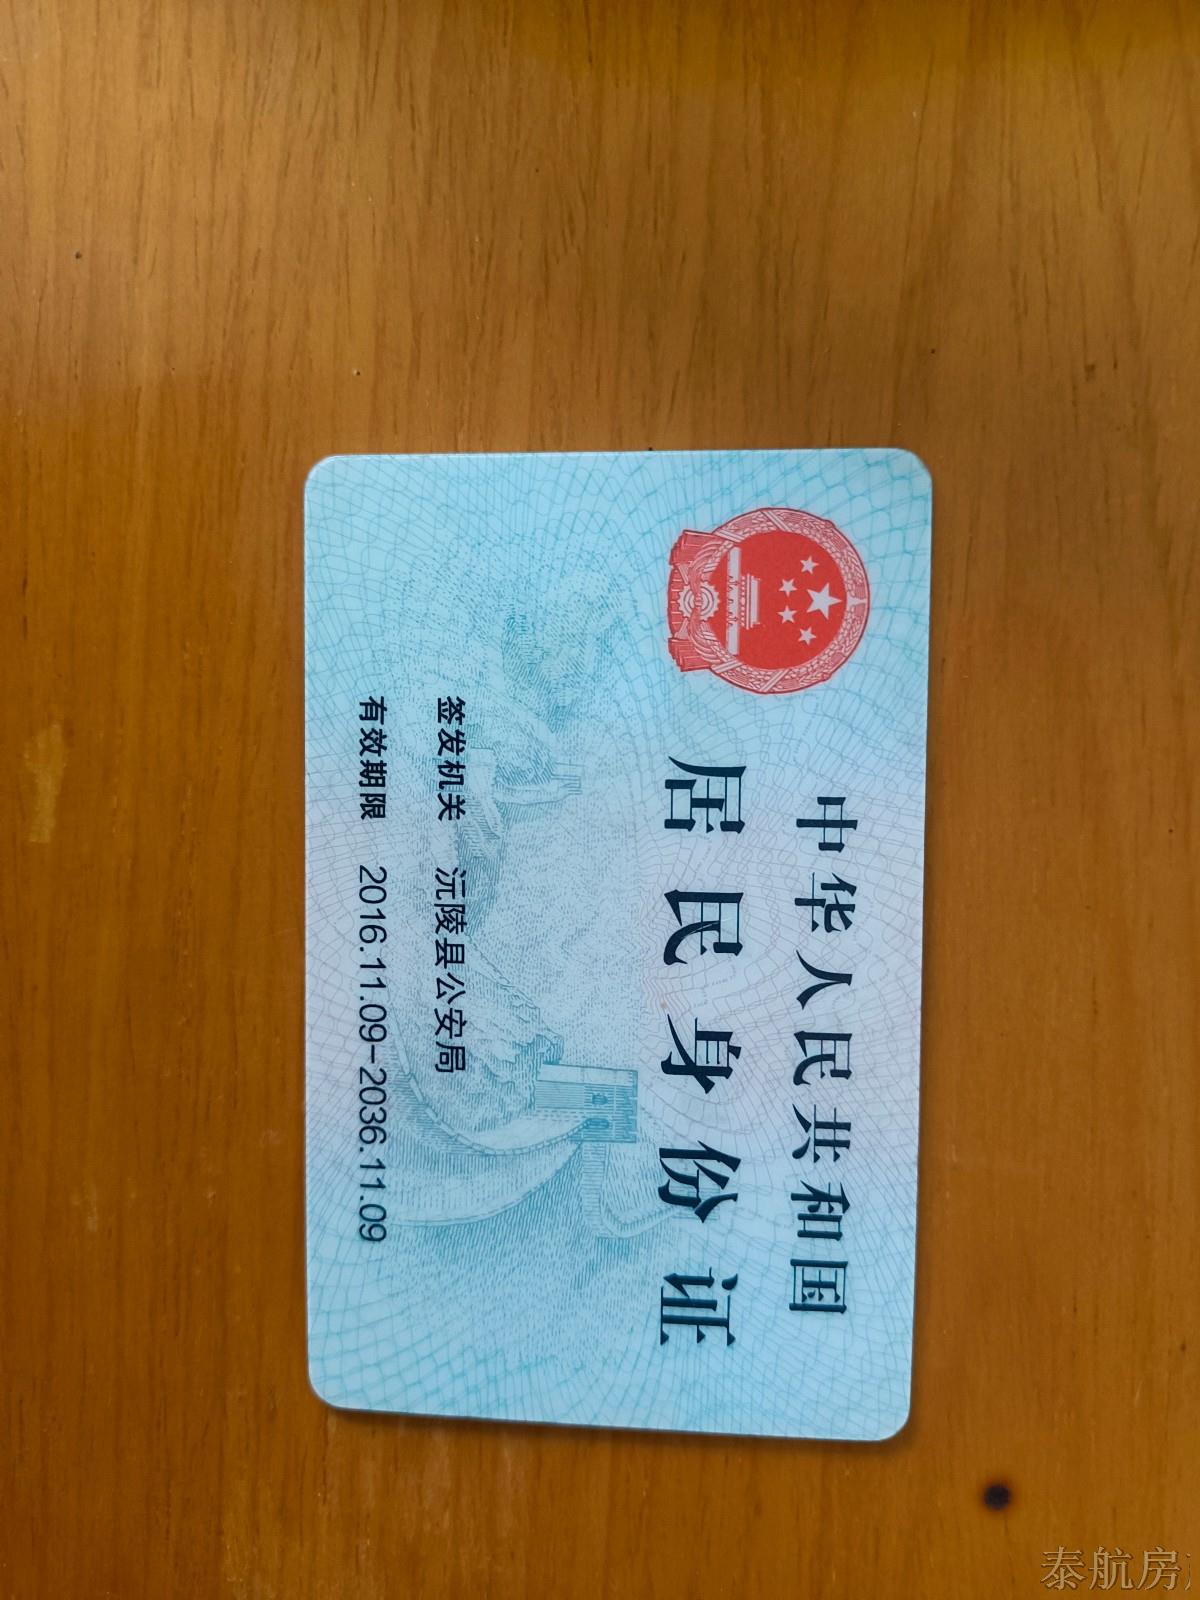 中华人民共和国
居民身份证
签发机关 沅陵县公安局
有效期限 2016.11.09-2036.11.09
泰航房